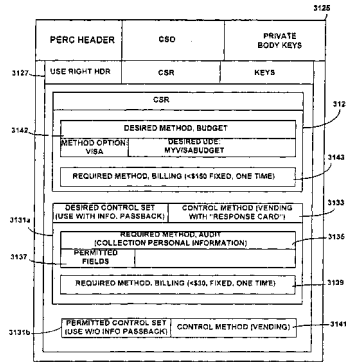 3125
PERC HEADER CSO PRIVATE BODY KEYS
3127 USE RIGHT HDR CSR KEYS
CSR
312
DESIRED METHOD, BUDGET
3142 METHOD OPTION: VISA DESIRED UDE: MYVISABUDGET
3143
REQUIRED METHOD, BILLING (<$150 FIXED, ONE TIME)
DESIRED CONTROL SET (USE WITH INFO. PASSBACK) CONTROL METHOD (VENDING WITH "RESPONSE CARD") 3133
3131a
REQUIRED METHOD, AUDIT (COLLECTION PERSONAL INFORMATION) 3135
3137 PERMITTED FIELDS
REQUIRED METHOD, BILLING (<$30, FIXED, ONE TIME) 3139
3131b PERMITTED CONTROL SET (USE W/O INFO PASSBACK) CONTROL METHOD (VENDING) 3141